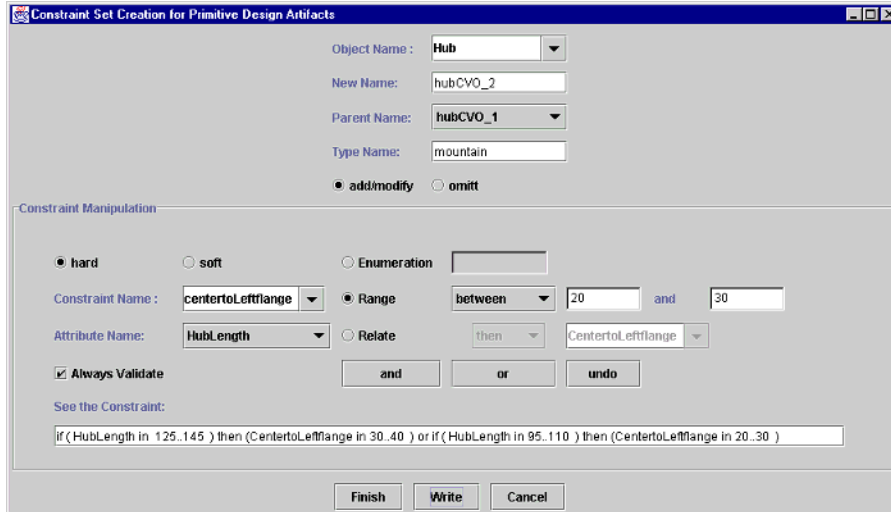 Constraint Set Creation for Primitive Design Artifacts
Object Name : Hub
New Name: hubCVO_2
Parent Name: hubCVO_1
Type Name: mountain
add/modify omitt
Constraint Manipulation
hard soft Enumeration
Constraint Name : centertoLeftflange Range between 20 and 30
Attribute Name: HubLength Relate then CentertoLeftflange
Always Validate and or undo
See the Constraint:
if ( HubLength in 125..145 ) then (CentertoLeftflange in 30..40 ) or if ( HubLength in 95..110 ) then (CentertoLeftflange in 20..30 )
Finish Write Cancel